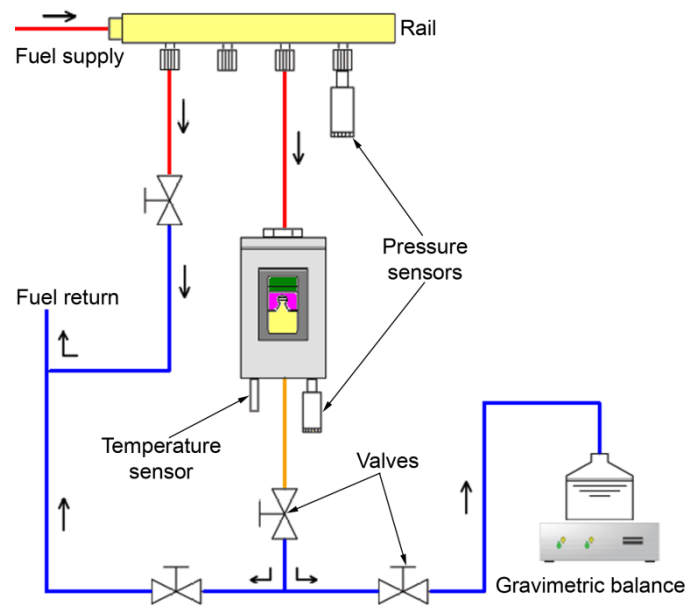 Rail
Fuel supply
Pressure
sensors
Fuel return
Temperature
sensor
Valves
Gravimetric balance